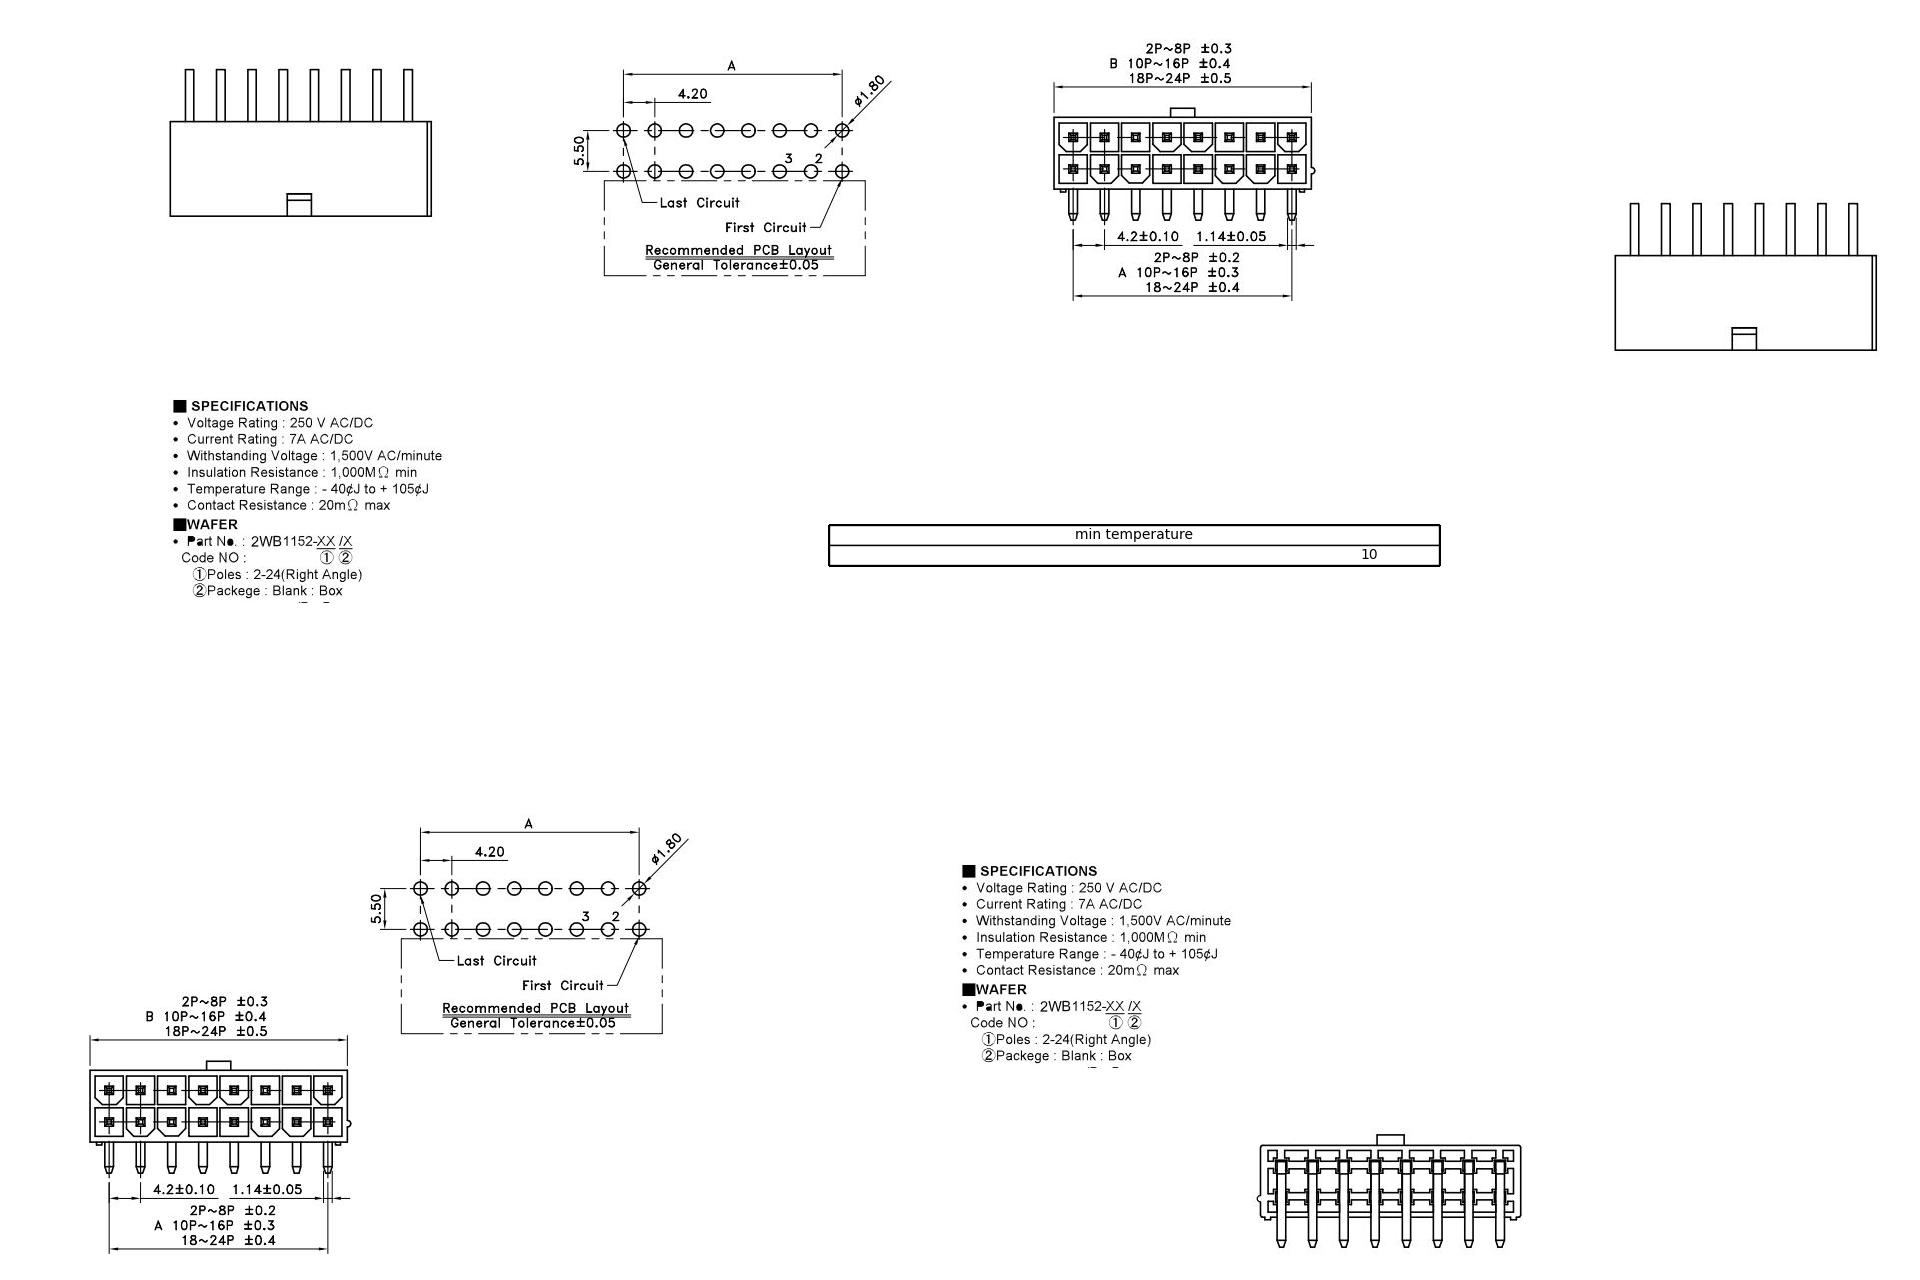 A
4.20
ø1.80
5.50
3 2
Last Circuit
First Circuit
Recommended PCB Layout
General Tolerance±0.05
2P~8P ±0.3
B 10P~16P ±0.4
18P~24P ±0.5
4.2±0.10 1.14±0.05
2P~8P ±0.2
A 10P~16P ±0.3
18~24P ±0.4
■ SPECIFICATIONS
• Voltage Rating : 250 V AC/DC
• Current Rating : 7A AC/DC
• Withstanding Voltage : 1,500V AC/minute
• Insulation Resistance : 1,000MΩ min
• Temperature Range : - 40¢J to + 105¢J
• Contact Resistance : 20mΩ max
■WAFER
• Part No. : 2WB1152-XX /X
Code NO : ① ②
①Poles : 2-24(Right Angle)
②Packege : Blank : Box
min temperature
10
A
4.20
ø1.80
5.50
3 2
Last Circuit
First Circuit
Recommended PCB Layout
General Tolerance±0.05
2P~8P ±0.3
B 10P~16P ±0.4
18P~24P ±0.5
4.2±0.10 1.14±0.05
2P~8P ±0.2
A 10P~16P ±0.3
18~24P ±0.4
■ SPECIFICATIONS
• Voltage Rating : 250 V AC/DC
• Current Rating : 7A AC/DC
• Withstanding Voltage : 1,500V AC/minute
• Insulation Resistance : 1,000MΩ min
• Temperature Range : - 40¢J to + 105¢J
• Contact Resistance : 20mΩ max
■WAFER
• Part No. : 2WB1152-XX /X
Code NO : ① ②
①Poles : 2-24(Right Angle)
②Packege : Blank : Box